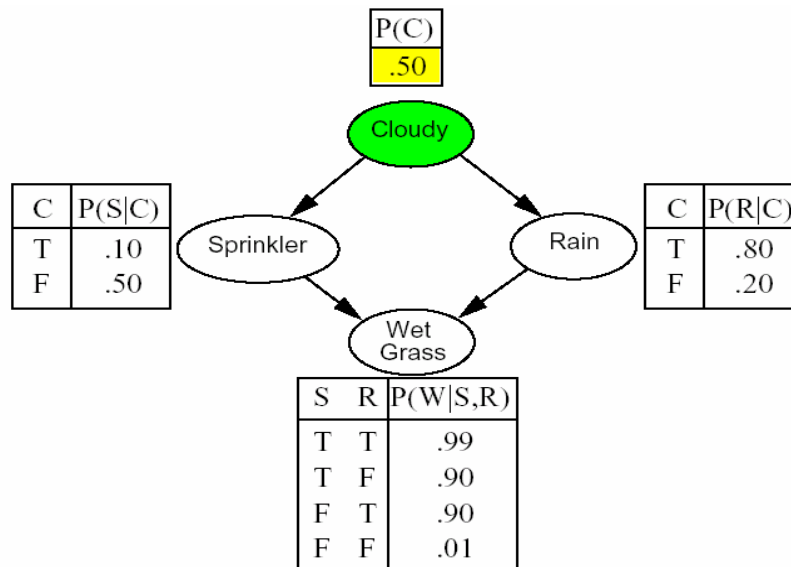 P(C)
.50
Cloudy
C P(S|C)
T .10
F .50
Sprinkler
Rain
C P(R|C)
T .80
F .20
Wet
Grass
S R P(W|S,R)
T T .99
T F .90
F T .90
F F .01